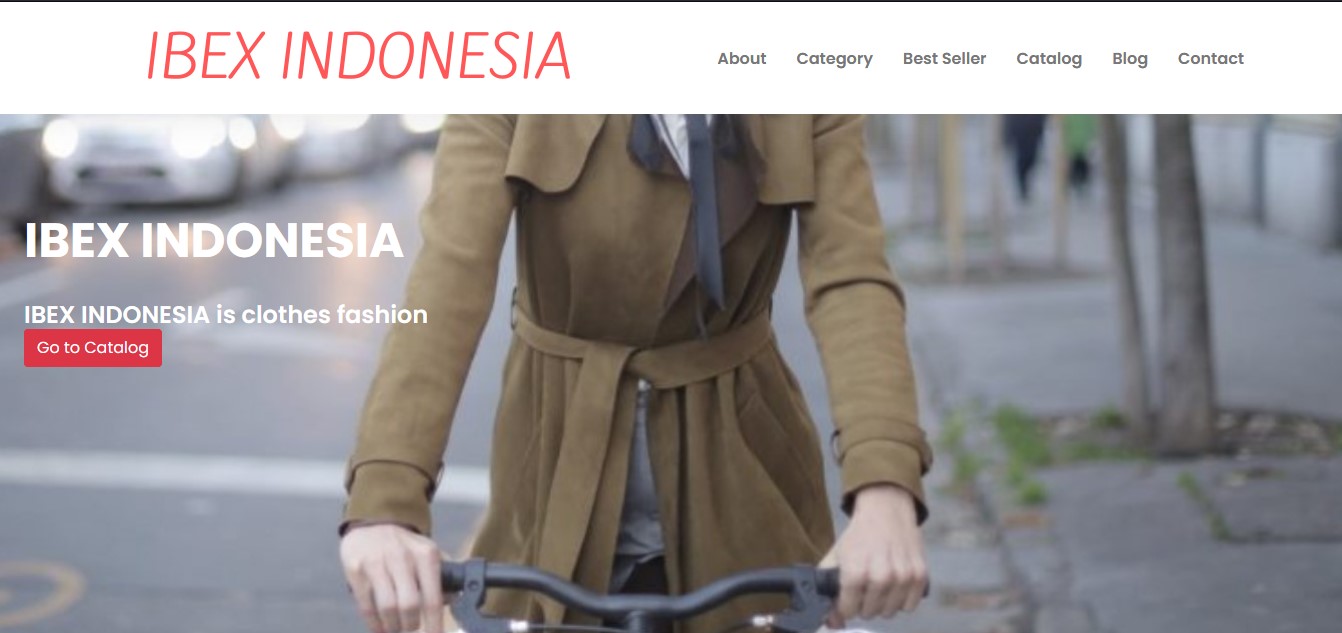 IBEX INDONESIA
About Category Best Seller Catalog Blog Contact
IBEX INDONESIA
IBEX INDONESIA is clothes fashion
Go to Catalog